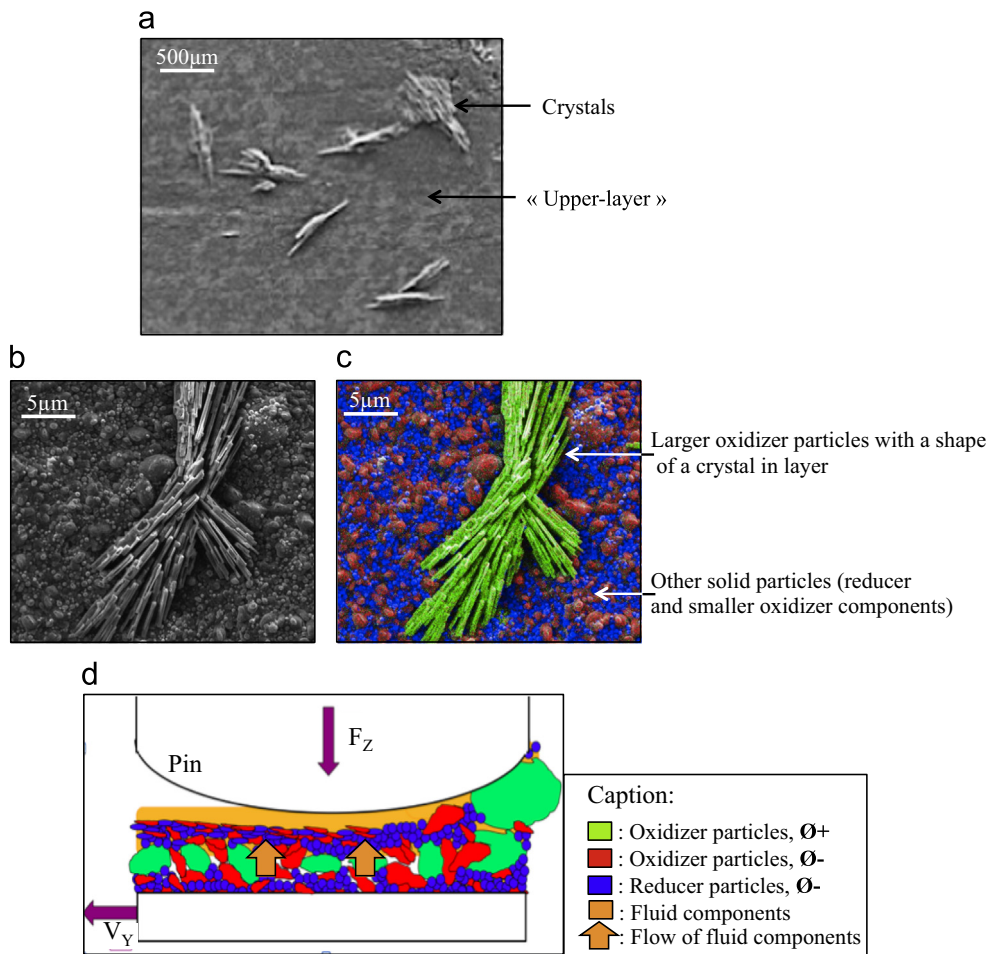 a
500µm
Crystals
« Upper-layer »
b
5µm
c
5µm
Larger oxidizer particles with a shape
of a crystal in layer
Other solid particles (reducer
and smaller oxidizer components)
d
F_Z
Pin
V_Y
Caption:
: Oxidizer particles, Ø+
: Oxidizer particles, Ø-
: Reducer particles, Ø-
: Fluid components
: Flow of fluid components